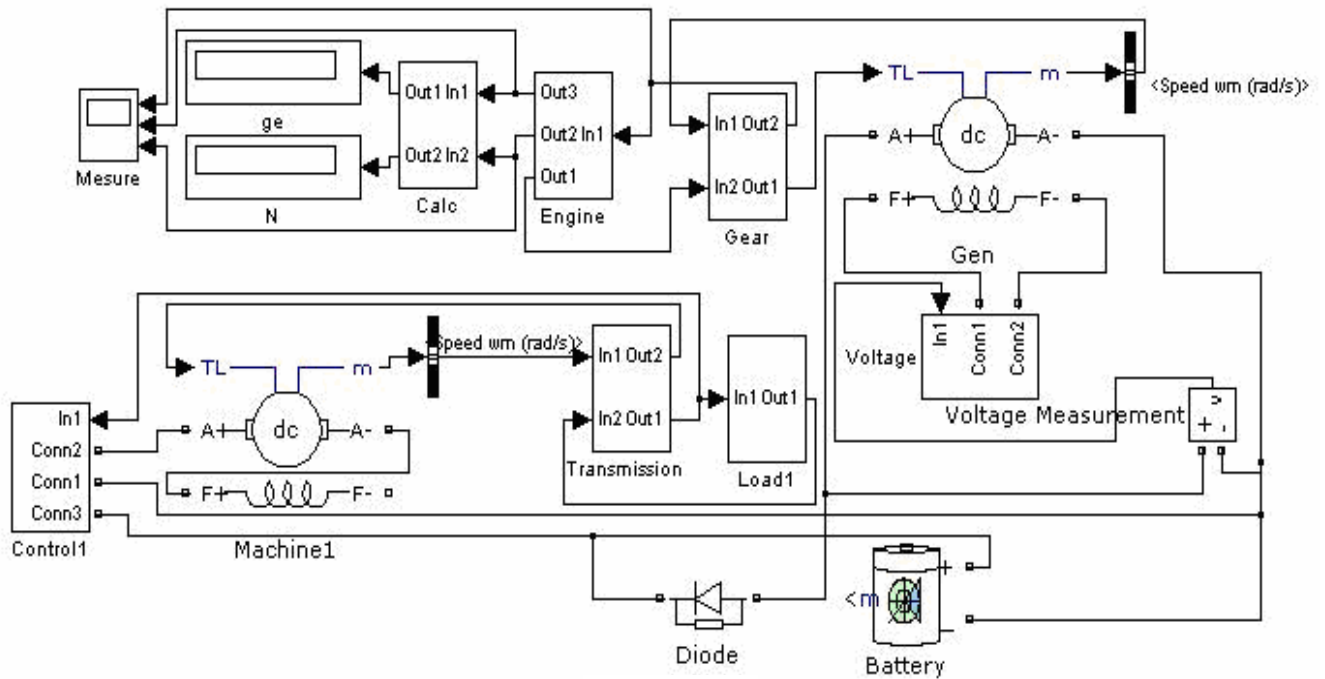 Mesure
ge
N
Out1 In1
Out2 In2
Calc
Out3
Out2 In1
Out1
Engine
In1 Out2
In2 Out1
Gear
TL
m
<Speed wm (rad/s)>
A+
dc
A-
F+
F-
Gen
In1
Conn1
Conn2
Voltage
Voltage Measurement
v
+
-
TL
m
Speed wm (rad/s)>
A+
dc
A-
F+
F-
Machine1
In1
Conn2
Conn1
Conn3
Control1
In1 Out2
In2 Out1
Transmission
In1 Out1
Load1
Diode
<m
+
-
Battery